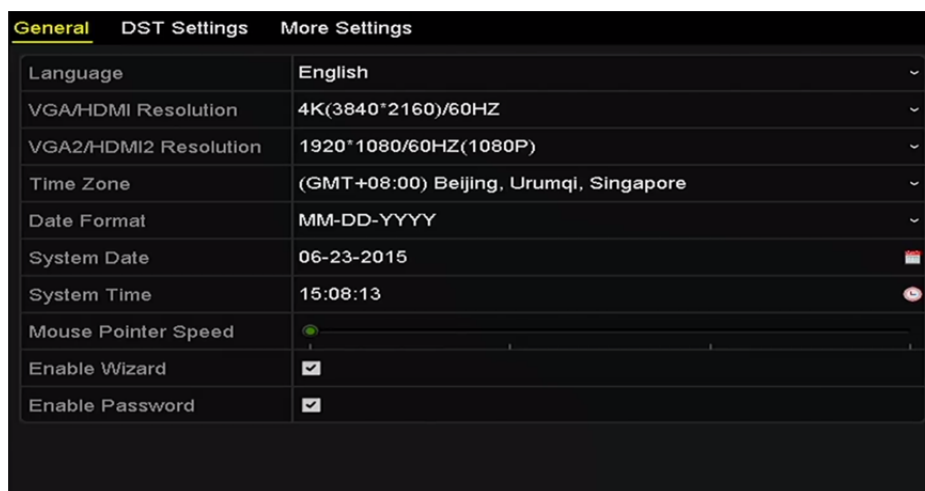 General DST Settings More Settings
Language English
VGA/HDMI Resolution 4K(3840*2160)/60HZ
VGA2/HDMI2 Resolution 1920*1080/60HZ(1080P)
Time Zone (GMT+08:00) Beijing, Urumqi, Singapore
Date Format MM-DD-YYYY
System Date 06-23-2015
System Time 15:08:13
Mouse Pointer Speed
Enable Wizard
Enable Password